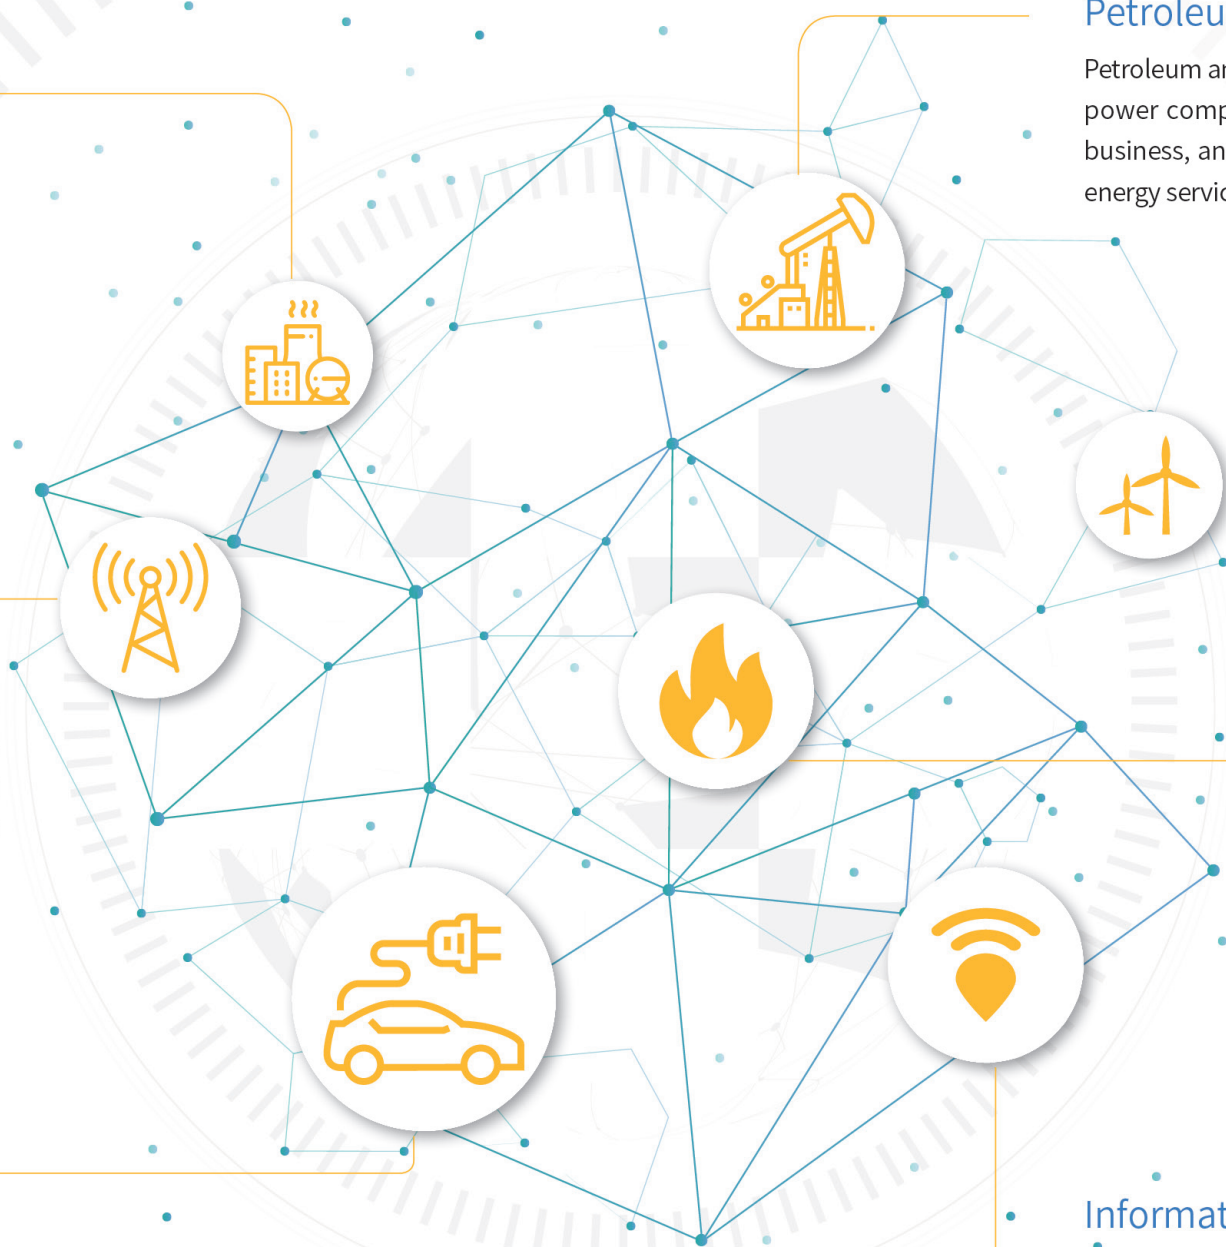 Petroleu
Petroleum ar
power comp
business, an
energy servic
Informat